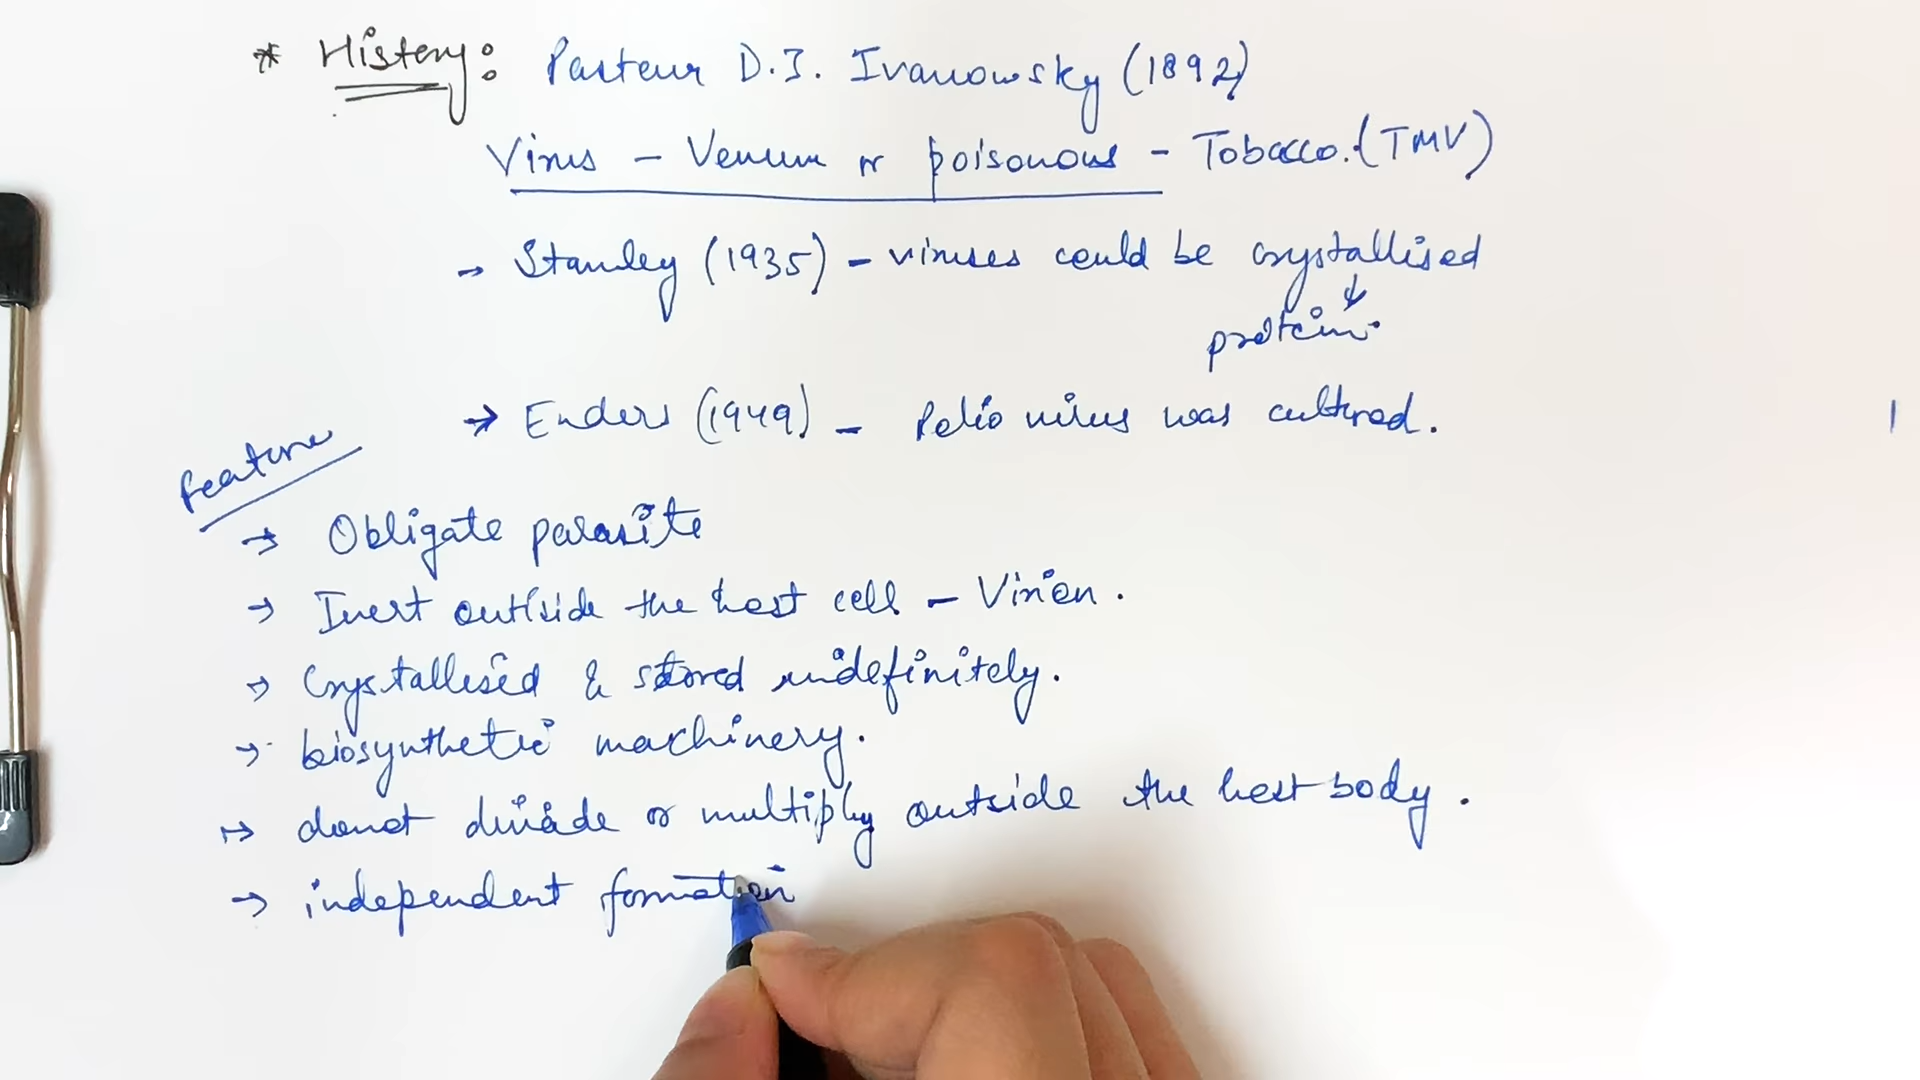 * History: Pasteur D.I. Ivanowsky (1892)
Virus - Venum or poisonous - Tobacco. (TMV)
→ Stanley (1935) - viruses could be crystallised
↓
protein.
→ Enders (1949) - Polio virus was cultured.
feature
→ Obligate parasite
→ Inert outside the host cell - Virion.
→ Crystallised & stored indefinitely.
→ biosynthetic machinery.
→ donot divide or multiply outside the host body.
→ independent formation